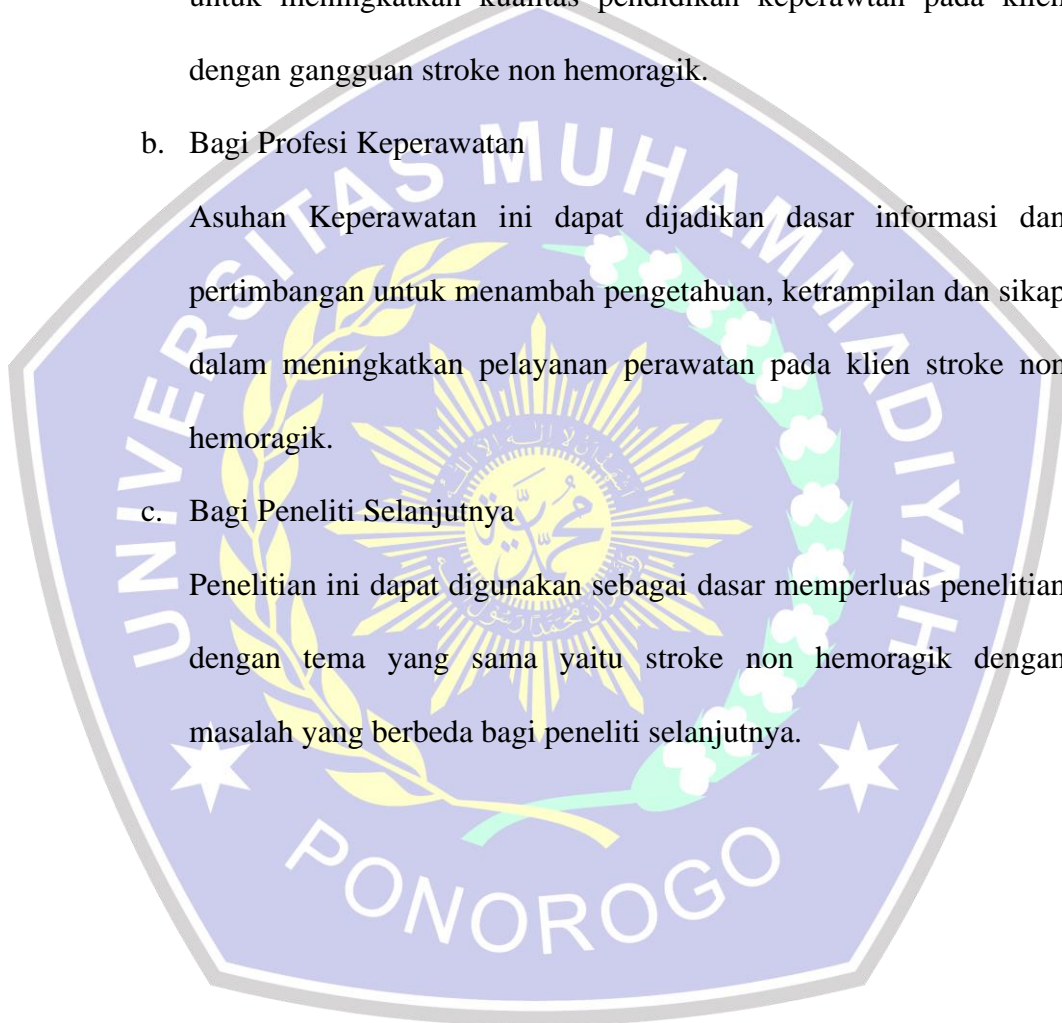 untuk meningkatkan kualitas pendidikan keperawtan pada klien
dengan gangguan stroke non hemoragik.
b. Bagi Profesi Keperawatan
Asuhan Keperawatan ini dapat dijadikan dasar informasi dan
pertimbangan untuk menambah pengetahuan, ketrampilan dan sikap
dalam meningkatkan pelayanan perawatan pada klien stroke non
hemoragik.
c. Bagi Peneliti Selanjutnya
Penelitian ini dapat digunakan sebagai dasar memperluas penelitian
dengan tema yang sama yaitu stroke non hemoragik dengan
masalah yang berbeda bagi peneliti selanjutnya.
UNIVERSITAS MUHAMMADIYAH
PONOROGO